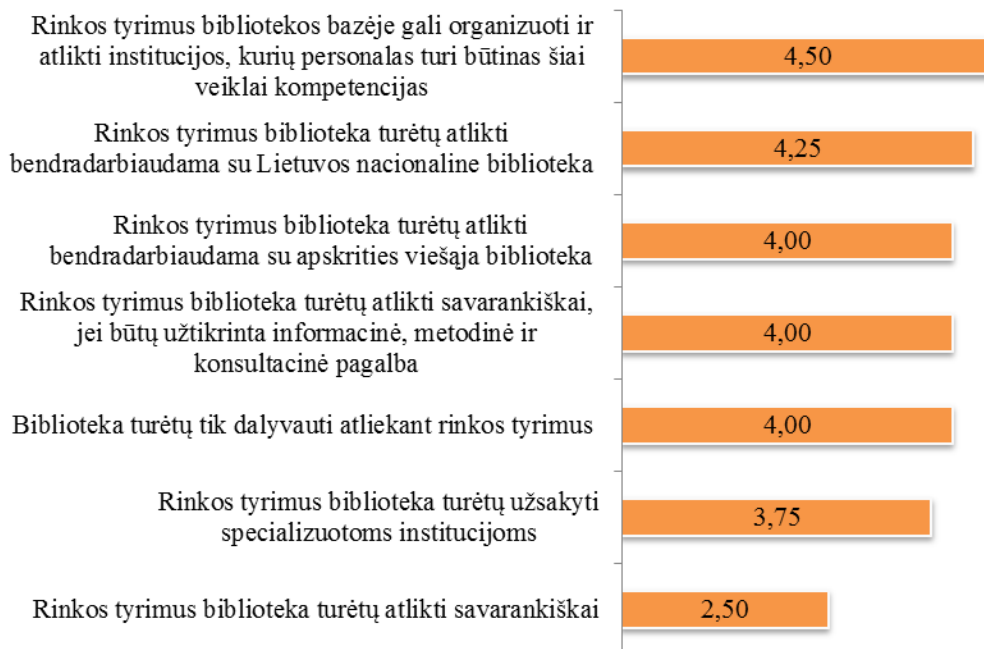 Rinkos tyrimus bibliotekos bazėje gali organizuoti ir
atlikti institucijos, kurių personalas turi būtinas šiai
veiklai kompetencijas
4,50
Rinkos tyrimus biblioteka turėtų atlikti
bendradarbiaudama su Lietuvos nacionaline biblioteka
4,25
Rinkos tyrimus biblioteka turėtų atlikti
bendradarbiaudama su apskrities viešąja biblioteka
4,00
Rinkos tyrimus biblioteka turėtų atlikti savarankiškai,
jei būtų užtikrinta informacinė, metodinė ir
konsultacinė pagalba
4,00
Biblioteka turėtų tik dalyvauti atliekant rinkos tyrimus
4,00
Rinkos tyrimus biblioteka turėtų užsakyti
specializuotoms institucijoms
3,75
Rinkos tyrimus biblioteka turėtų atlikti savarankiškai
2,50